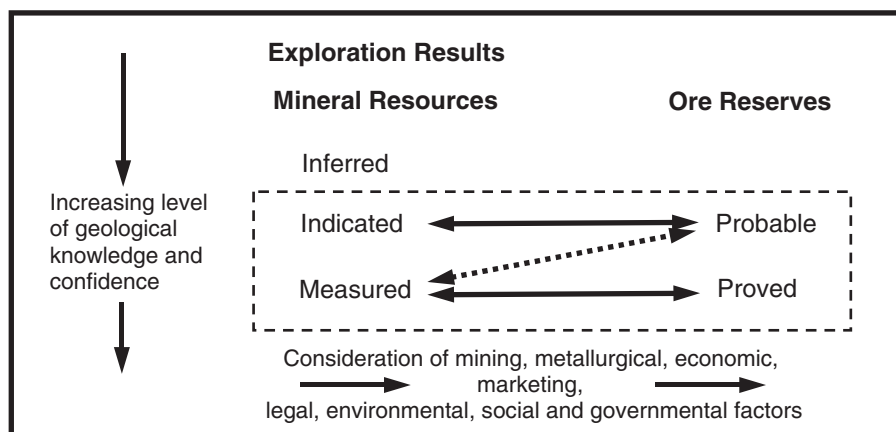 Exploration Results
Mineral Resources
Ore Reserves
Inferred
Increasing level
of geological
knowledge and
confidence
Indicated
Probable
Measured
Proved
Consideration of mining, metallurgical, economic,
marketing,
legal, environmental, social and governmental factors